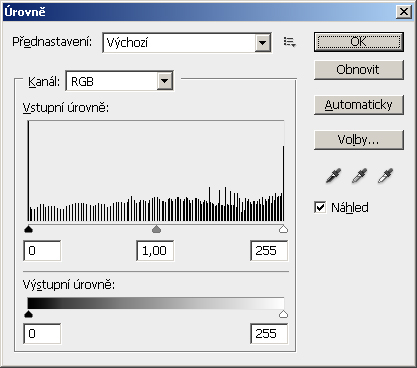 Úrovně
Přednastavení: Výchozí
OK
Obnovit
Automaticky
Volby...
Náhled
Kanál: RGB
Vstupní úrovně:
0 1,00 255
Výstupní úrovně:
0 255